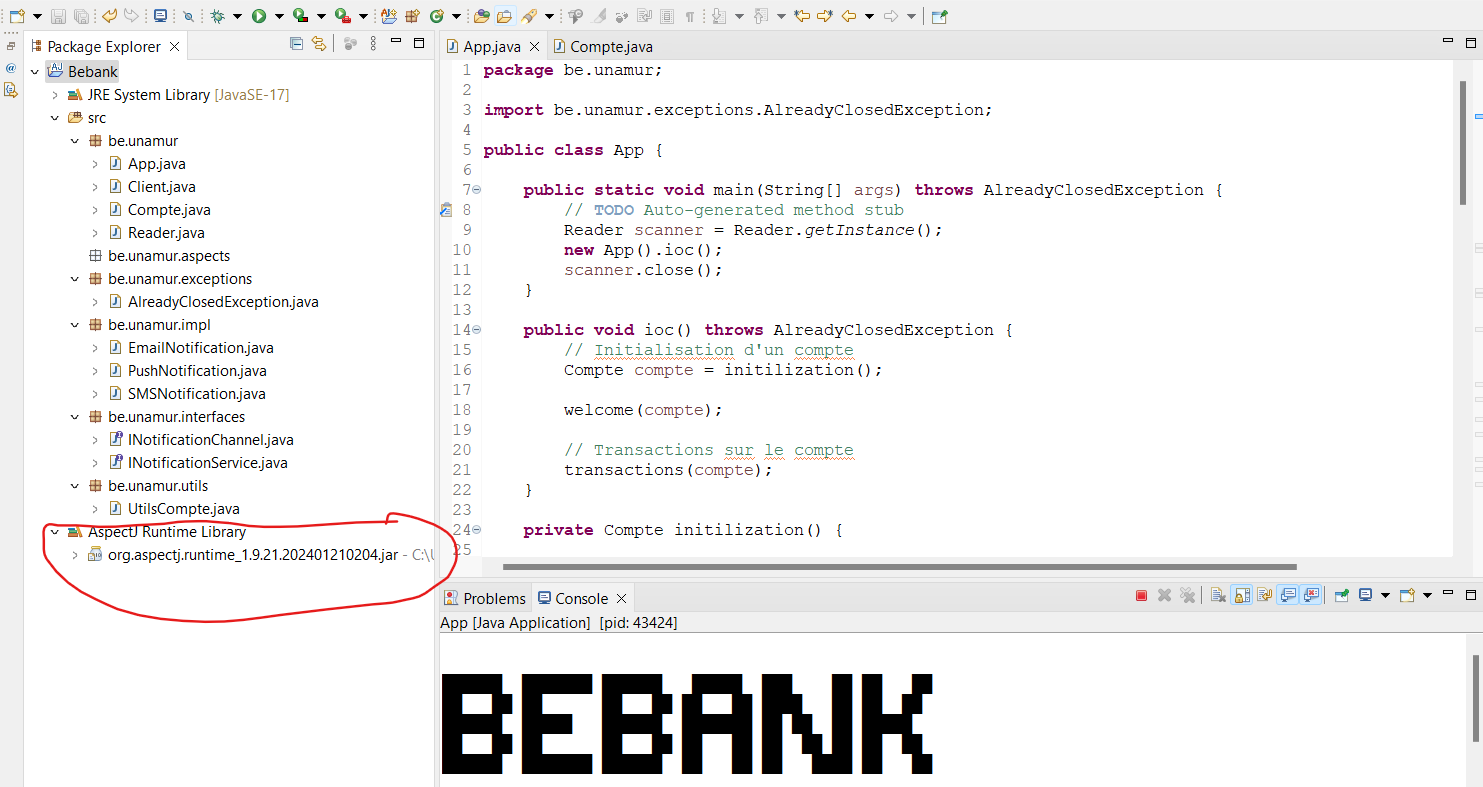 Package Explorer
Bebank
JRE System Library [JavaSE-17]
src
be.unamur
App.java
Client.java
Compte.java
Reader.java
be.unamur.aspects
be.unamur.exceptions
AlreadyClosedException.java
be.unamur.impl
EmailNotification.java
PushNotification.java
SMSNotification.java
be.unamur.interfaces
INotificationChannel.java
INotificationService.java
be.unamur.utils
UtilsCompte.java
AspectJ Runtime Library
org.aspectj.runtime_1.9.21.202401210204.jar - C:\U
App.java Compte.java
1 package be.unamur;
2
3 import be.unamur.exceptions.AlreadyClosedException;
4
5 public class App {
6
7 public static void main(String[] args) throws AlreadyClosedException {
8 // TODO Auto-generated method stub
9 Reader scanner = Reader.getInstance();
10 new App().ioc();
11 scanner.close();
12 }
13
14 public void ioc() throws AlreadyClosedException {
15 // Initialisation d'un compte
16 Compte compte = initilization();
17
18 welcome(compte);
19
20 // Transactions sur le compte
21 transactions(compte);
22 }
23
24 private Compte initilization() {
25
Problems Console
App [Java Application] [pid: 43424]
BEBANK